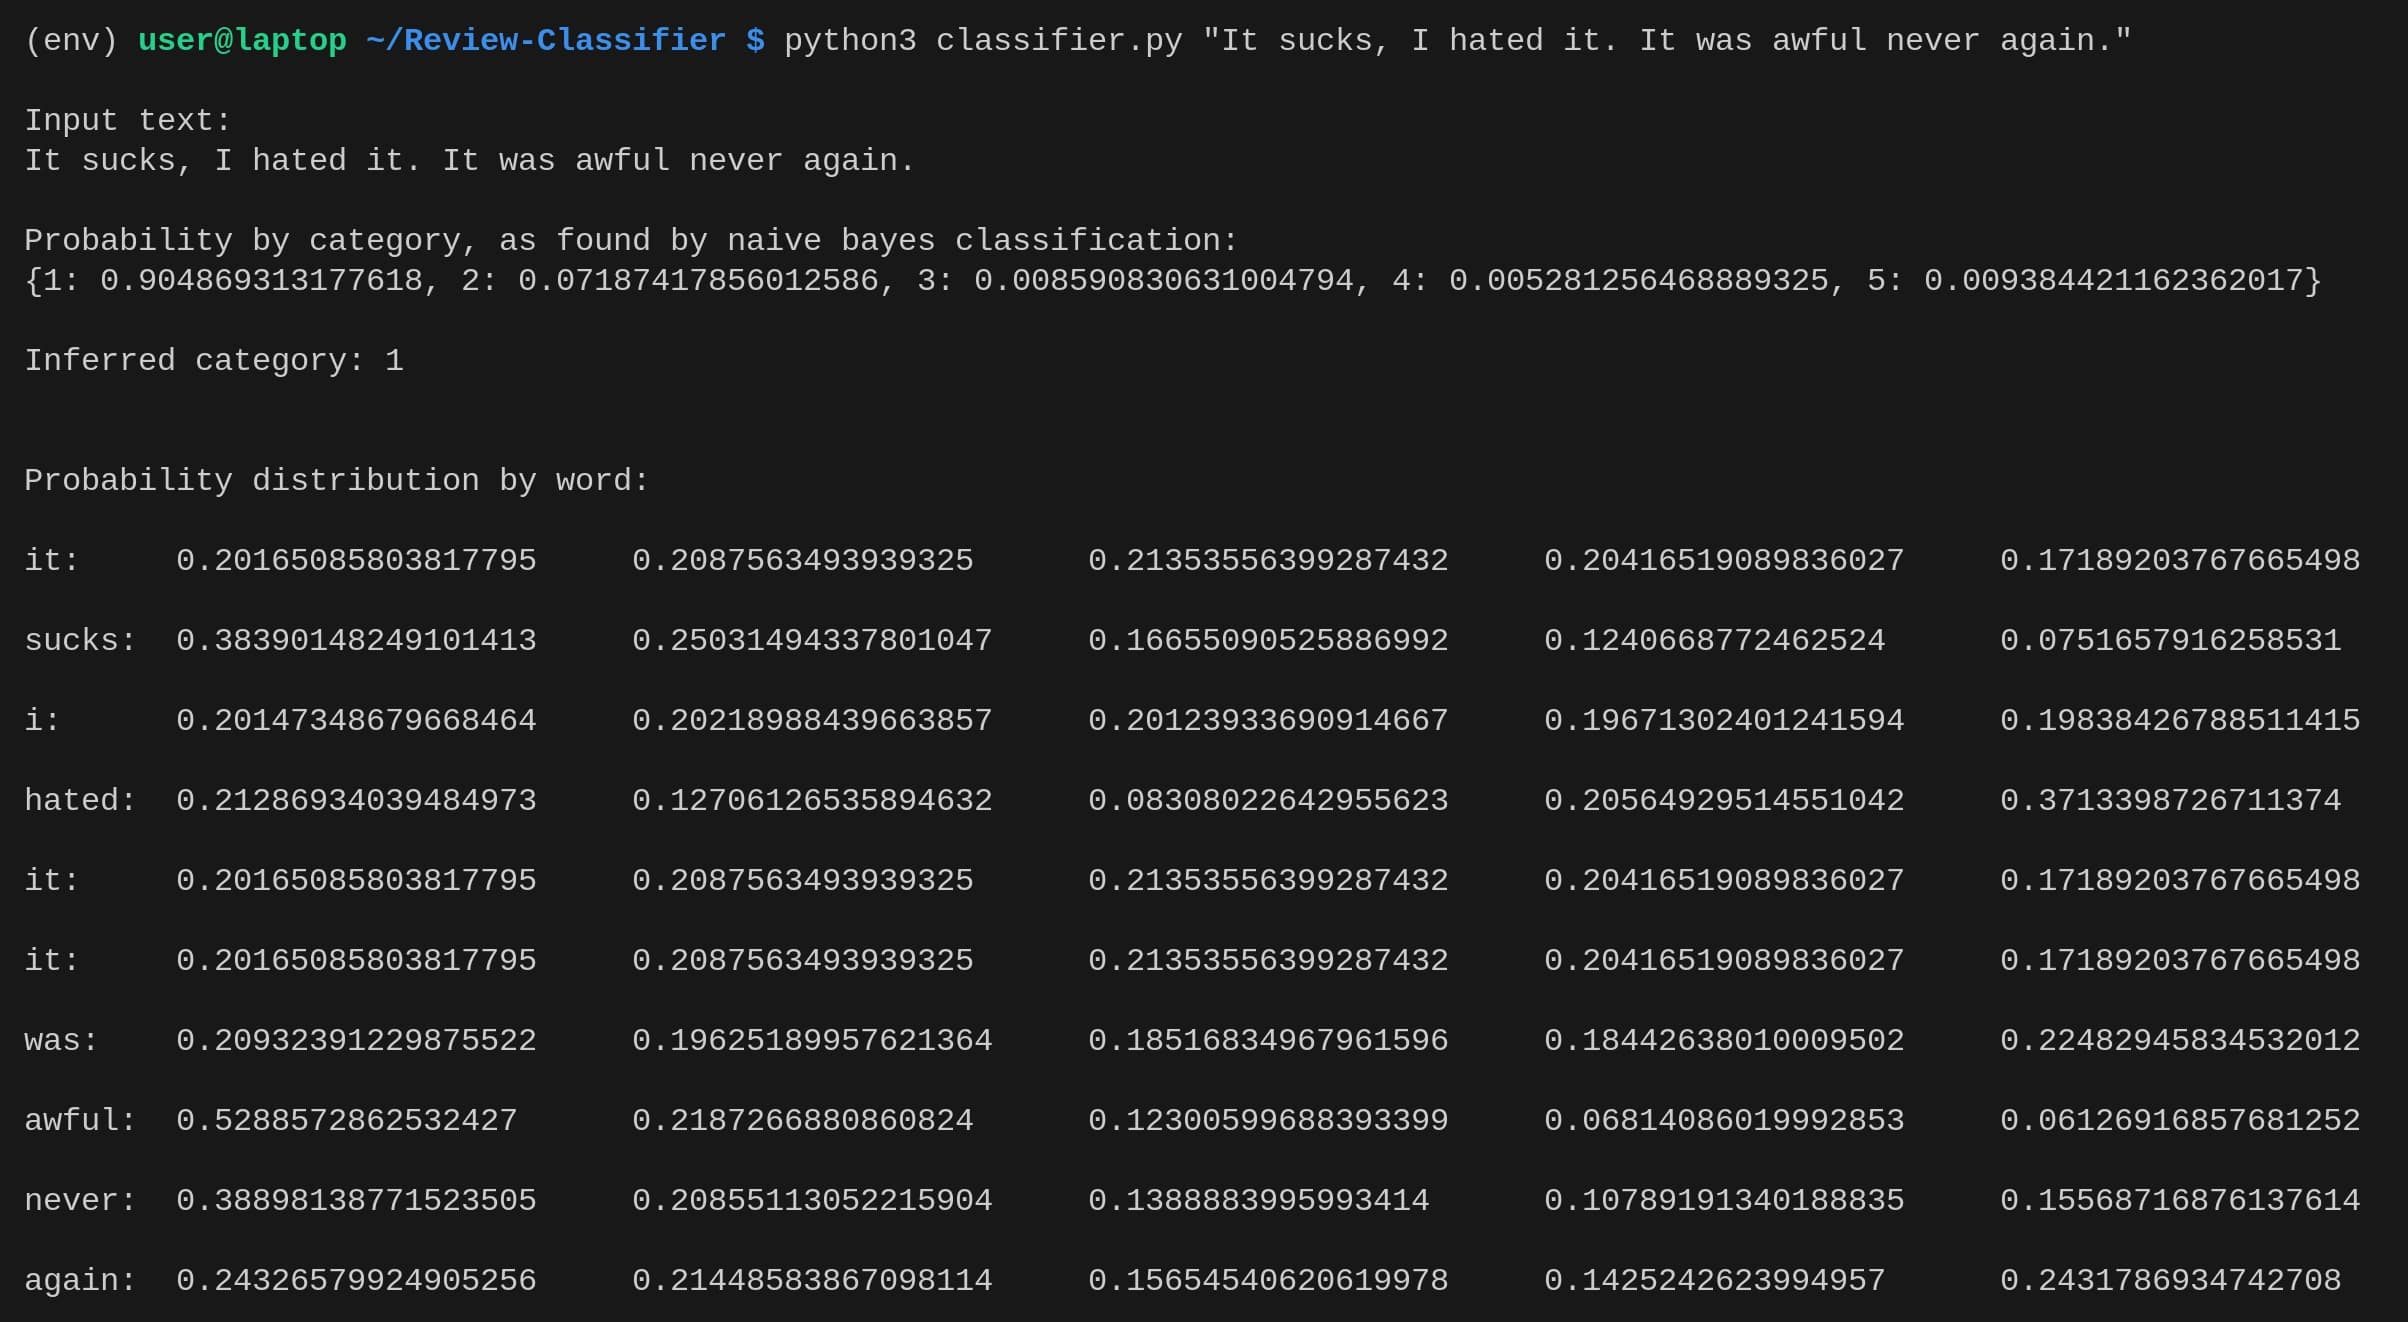 (env) user@laptop ~/Review-Classifier $ python3 classifier.py "It sucks, I hated it. It was awful never again."
Input text:
It sucks, I hated it. It was awful never again.
Probability by category, as found by naive bayes classification:
{1: 0.904869313177618, 2: 0.07187417856012586, 3: 0.008590830631004794, 4: 0.005281256468889325, 5: 0.009384421162362017}
Inferred category: 1
Probability distribution by word:
it: 0.20165085803817795 0.2087563493939325 0.21353556399287432 0.20416519089836027 0.17189203767665498
sucks: 0.38390148249101413 0.25031494337801047 0.16655090525886992 0.1240668772462524 0.0751657916258531
i: 0.20147348679668464 0.20218988439663857 0.20123933690914667 0.19671302401241594 0.19838426788511415
hated: 0.21286934039484973 0.12706126535894632 0.08308022642955623 0.20564929514551042 0.3713398726711374
it: 0.20165085803817795 0.2087563493939325 0.21353556399287432 0.20416519089836027 0.17189203767665498
it: 0.20165085803817795 0.2087563493939325 0.21353556399287432 0.20416519089836027 0.17189203767665498
was: 0.20932391229875522 0.19625189957621364 0.18516834967961596 0.18442638010009502 0.22482945834532012
awful: 0.5288572862532427 0.2187266880860824 0.12300599688393399 0.06814086019992853 0.06126916857681252
never: 0.38898138771523505 0.20855113052215904 0.1388883995993414 0.10789191340188835 0.15568716876137614
again: 0.24326579924905256 0.21448583867098114 0.15654540620619978 0.1425242623994957 0.2431786934742708